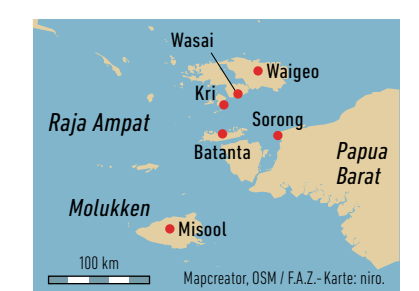 Wasai
Waigeo
Kri
Raja Ampat
Sorong
Batanta
Papua
Barat
Molukken
Misool
100 km
Mapcreator, OSM / F.A.Z.-Karte: niro.